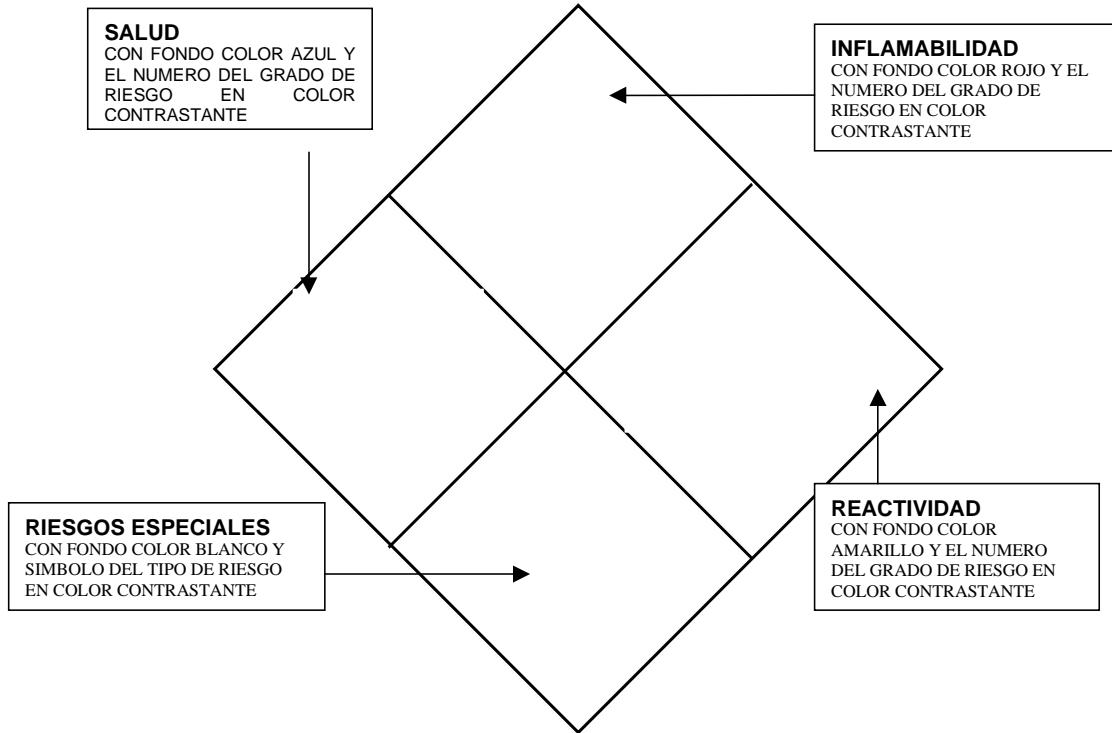 SALUD
CON FONDO COLOR AZUL Y
EL NUMERO DEL GRADO DE
RIESGO EN COLOR
CONTRASTANTE
INFLAMABILIDAD
CON FONDO COLOR ROJO Y EL
NUMERO DEL GRADO DE
RIESGO EN COLOR
CONTRASTANTE
RIESGOS ESPECIALES
CON FONDO COLOR BLANCO Y
SIMBOLO DEL TIPO DE RIESGO
EN COLOR CONTRASTANTE
REACTIVIDAD
CON FONDO COLOR
AMARILLO Y EL NUMERO
DEL GRADO DE RIESGO EN
COLOR CONTRASTANTE